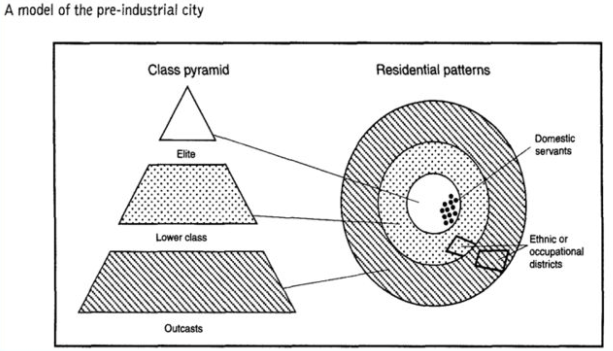 A model of the pre-industrial city
Class pyramid
Residential patterns
Elite
Lower class
Outcasts
Domestic
servants
Ethnic or
occupational
districts